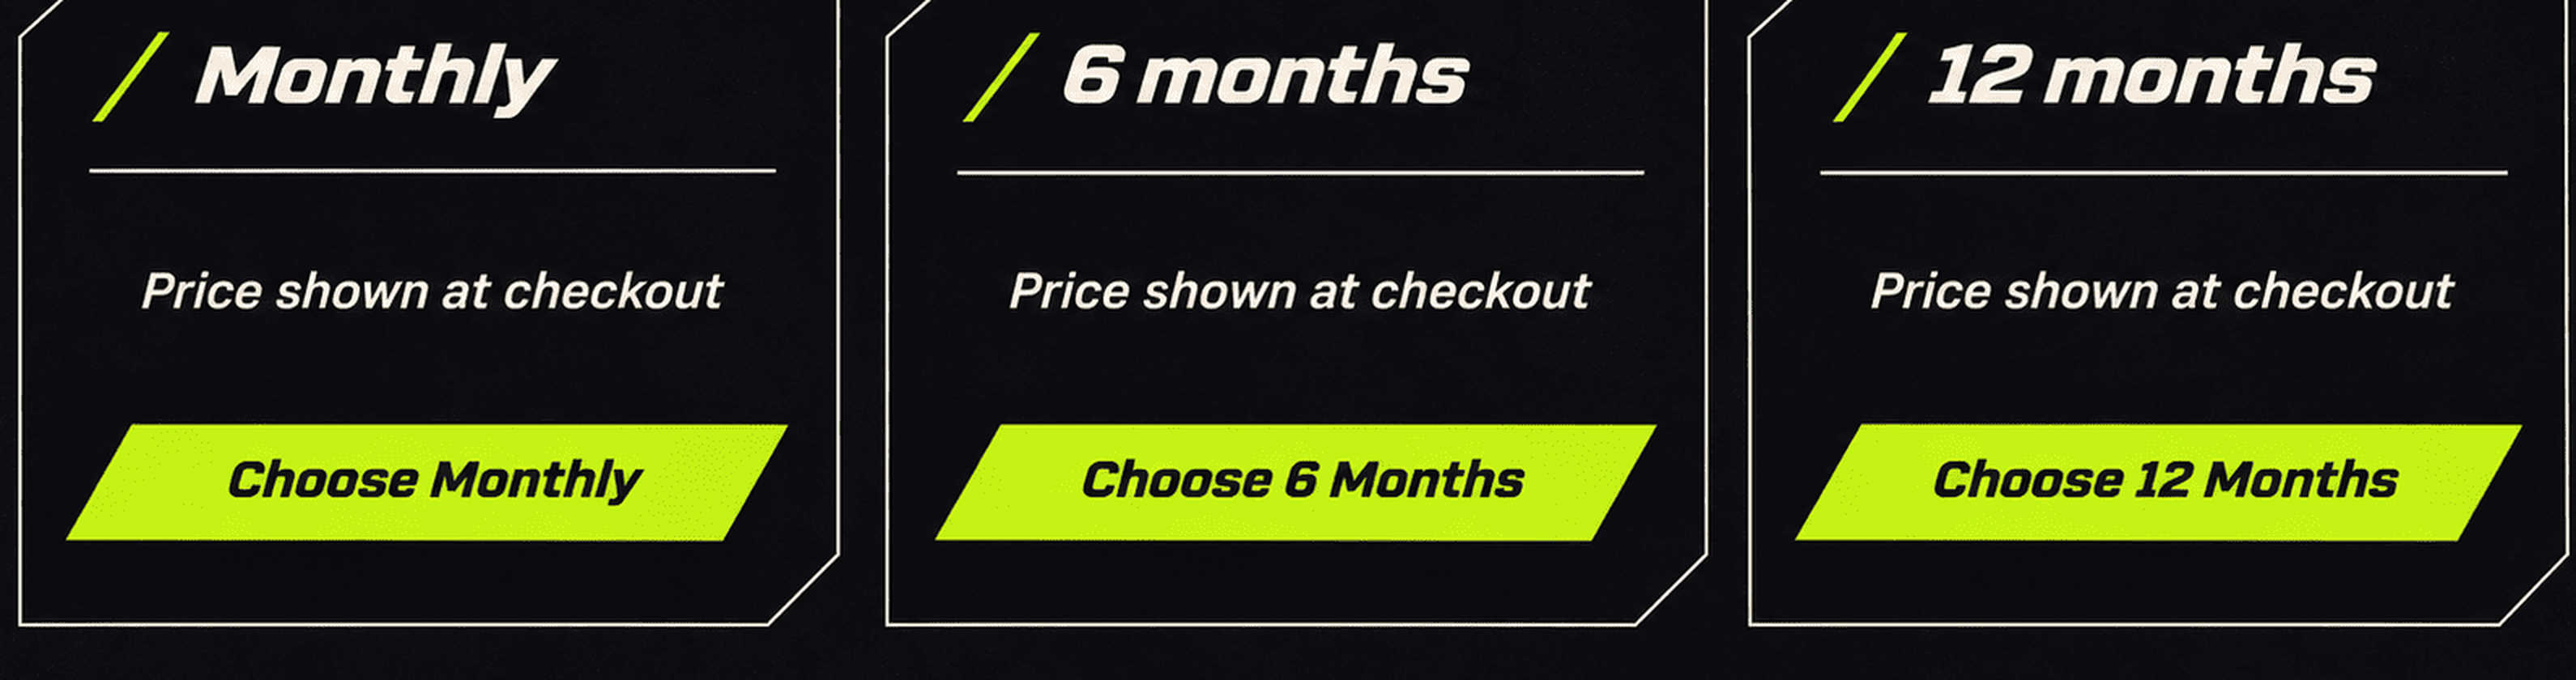 / Monthly
Price shown at checkout
Choose Monthly
/ 6 months
Price shown at checkout
Choose 6 Months
/ 12 months
Price shown at checkout
Choose 12 Months